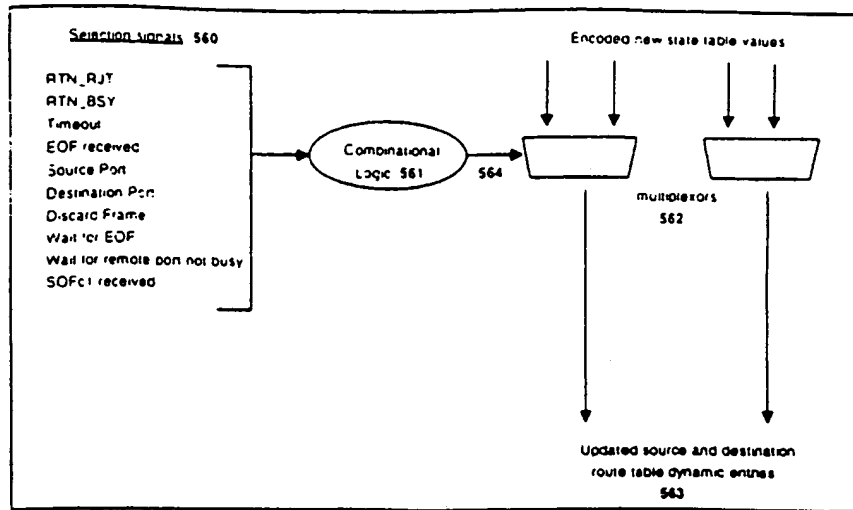 Selection signals 560
Encoded new state table values
RTN_RJT
RTN_BSY
Timeout
EOF received
Source Port
Destination Port
Discard Frame
Wait for EOF
Wait for remote port not busy
SOFc1 received
Combinational
Logic 561
564
multiplexors
562
Updated source and destination
route table dynamic entries
563